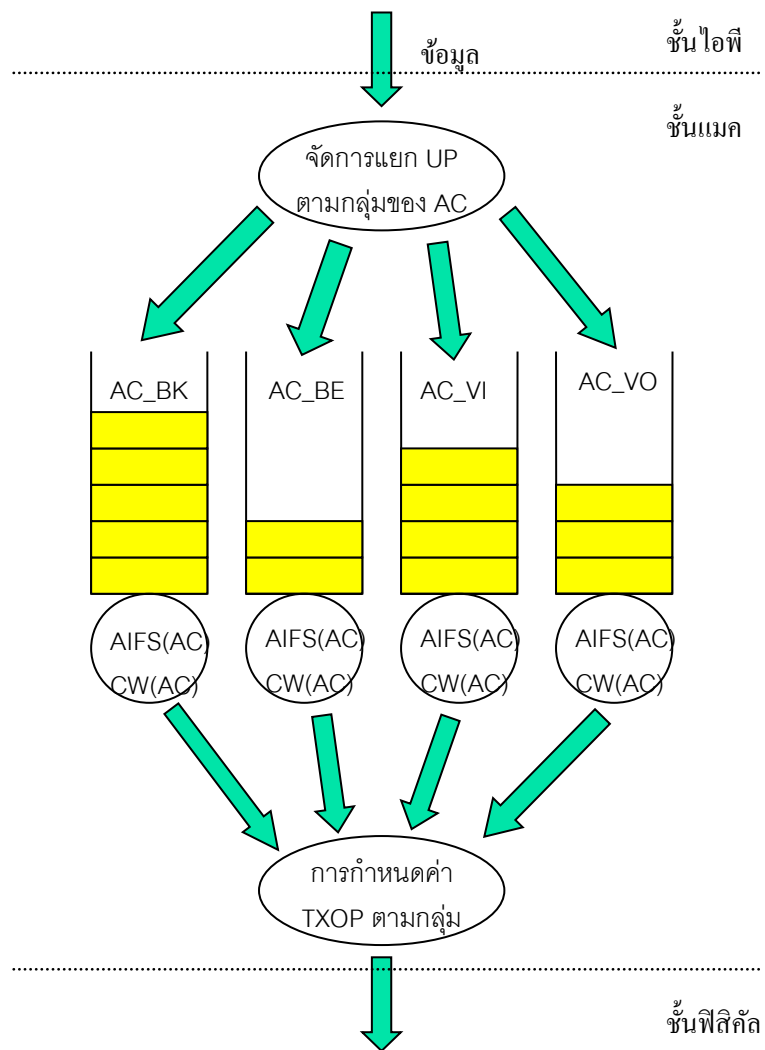 ชั้นไอพี
ข้อมูล
ชั้นแมค
จัดการแยก UP
ตามกลุ่มของ AC
AC_BK
AC_BE
AC_VI
AC_VO
AIFS(AC)
CW(AC)
AIFS(AC)
CW(AC)
AIFS(AC)
CW(AC)
AIFS(AC)
CW(AC)
การกำหนดค่า
TXOP ตามกลุ่ม
ชั้นฟิสิคัล